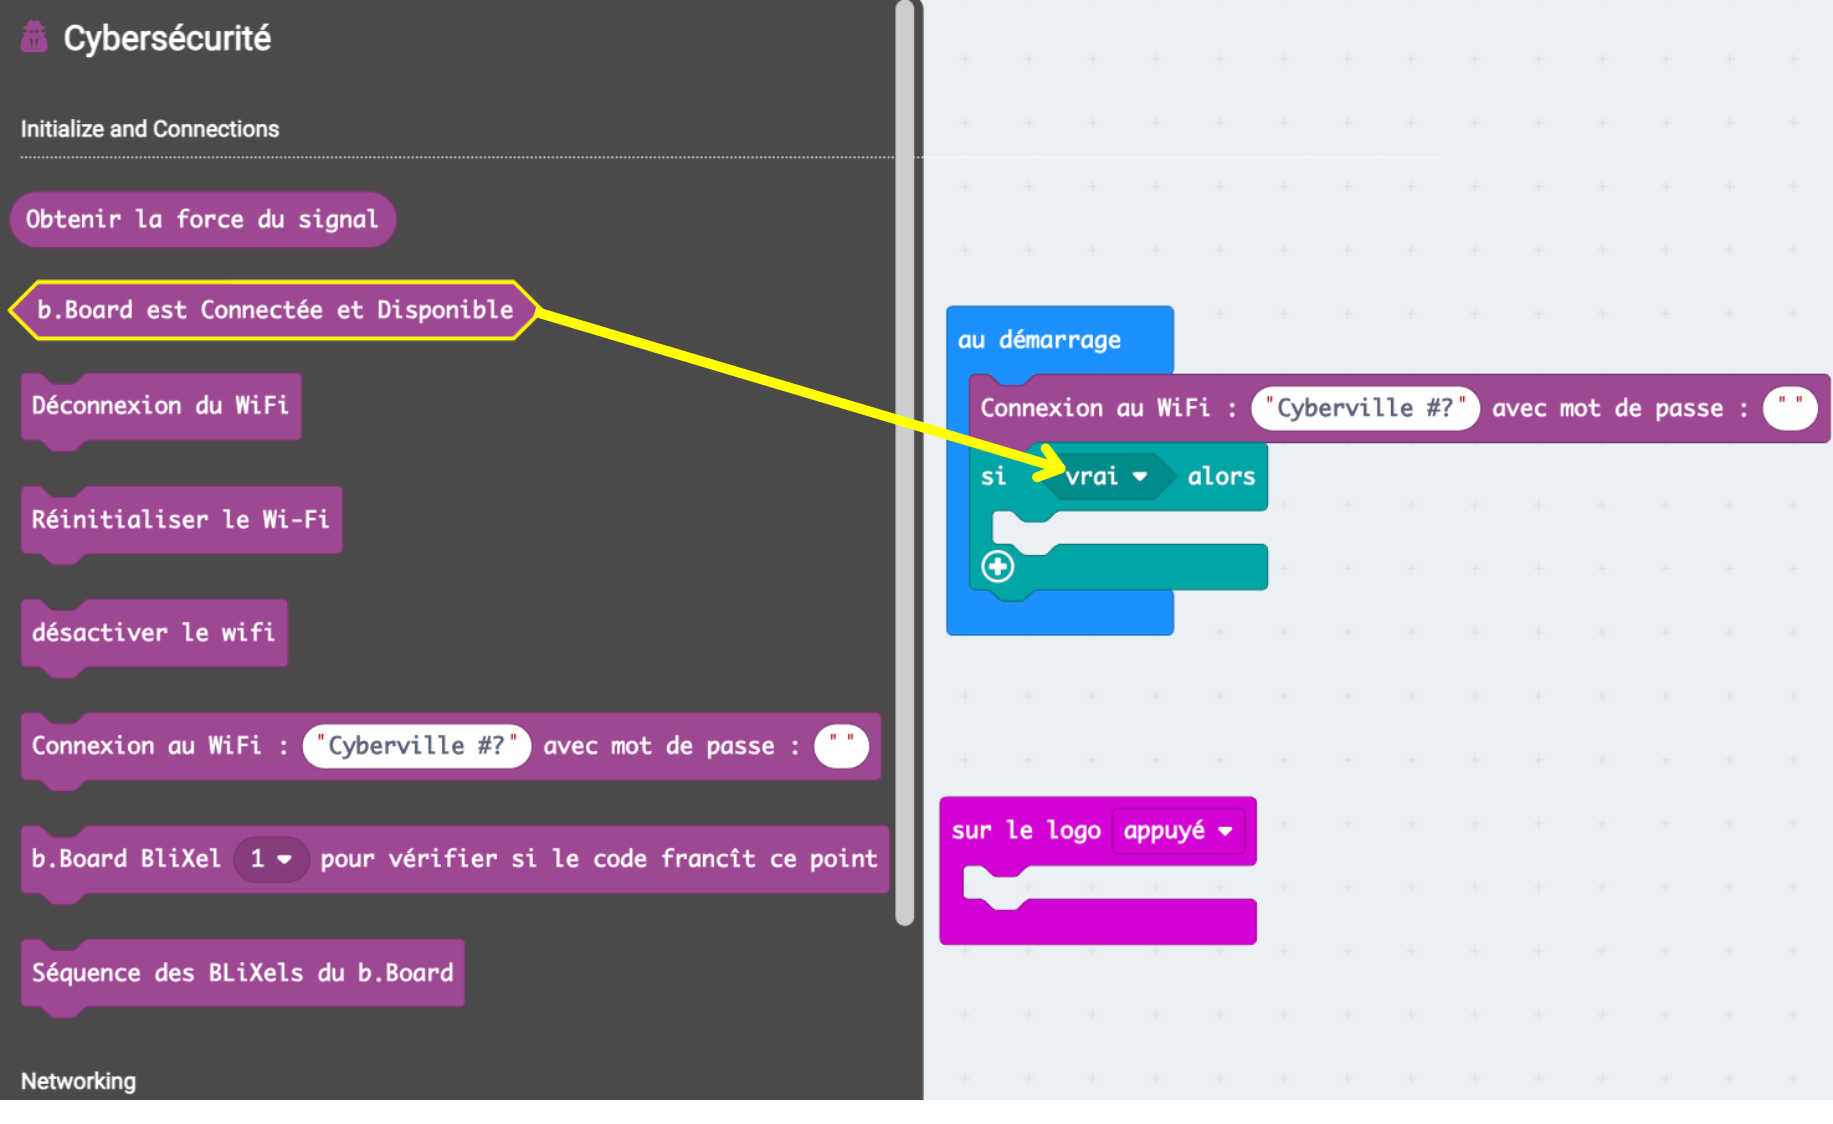 Cybersécurité
Initialize and Connections
Obtenir la force du signal
b.Board est Connectée et Disponible
Déconnexion du WiFi
Réinitialiser le Wi-Fi
désactiver le wifi
Connexion au WiFi : "Cyberville #?" avec mot de passe : " "
b.Board BliXel 1 pour vérifier si le code francît ce point
Séquence des BLiXels du b.Board
Networking
au démarrage
Connexion au WiFi : "Cyberville #?" avec mot de passe : " "
si vrai alors
sur le logo appuyé